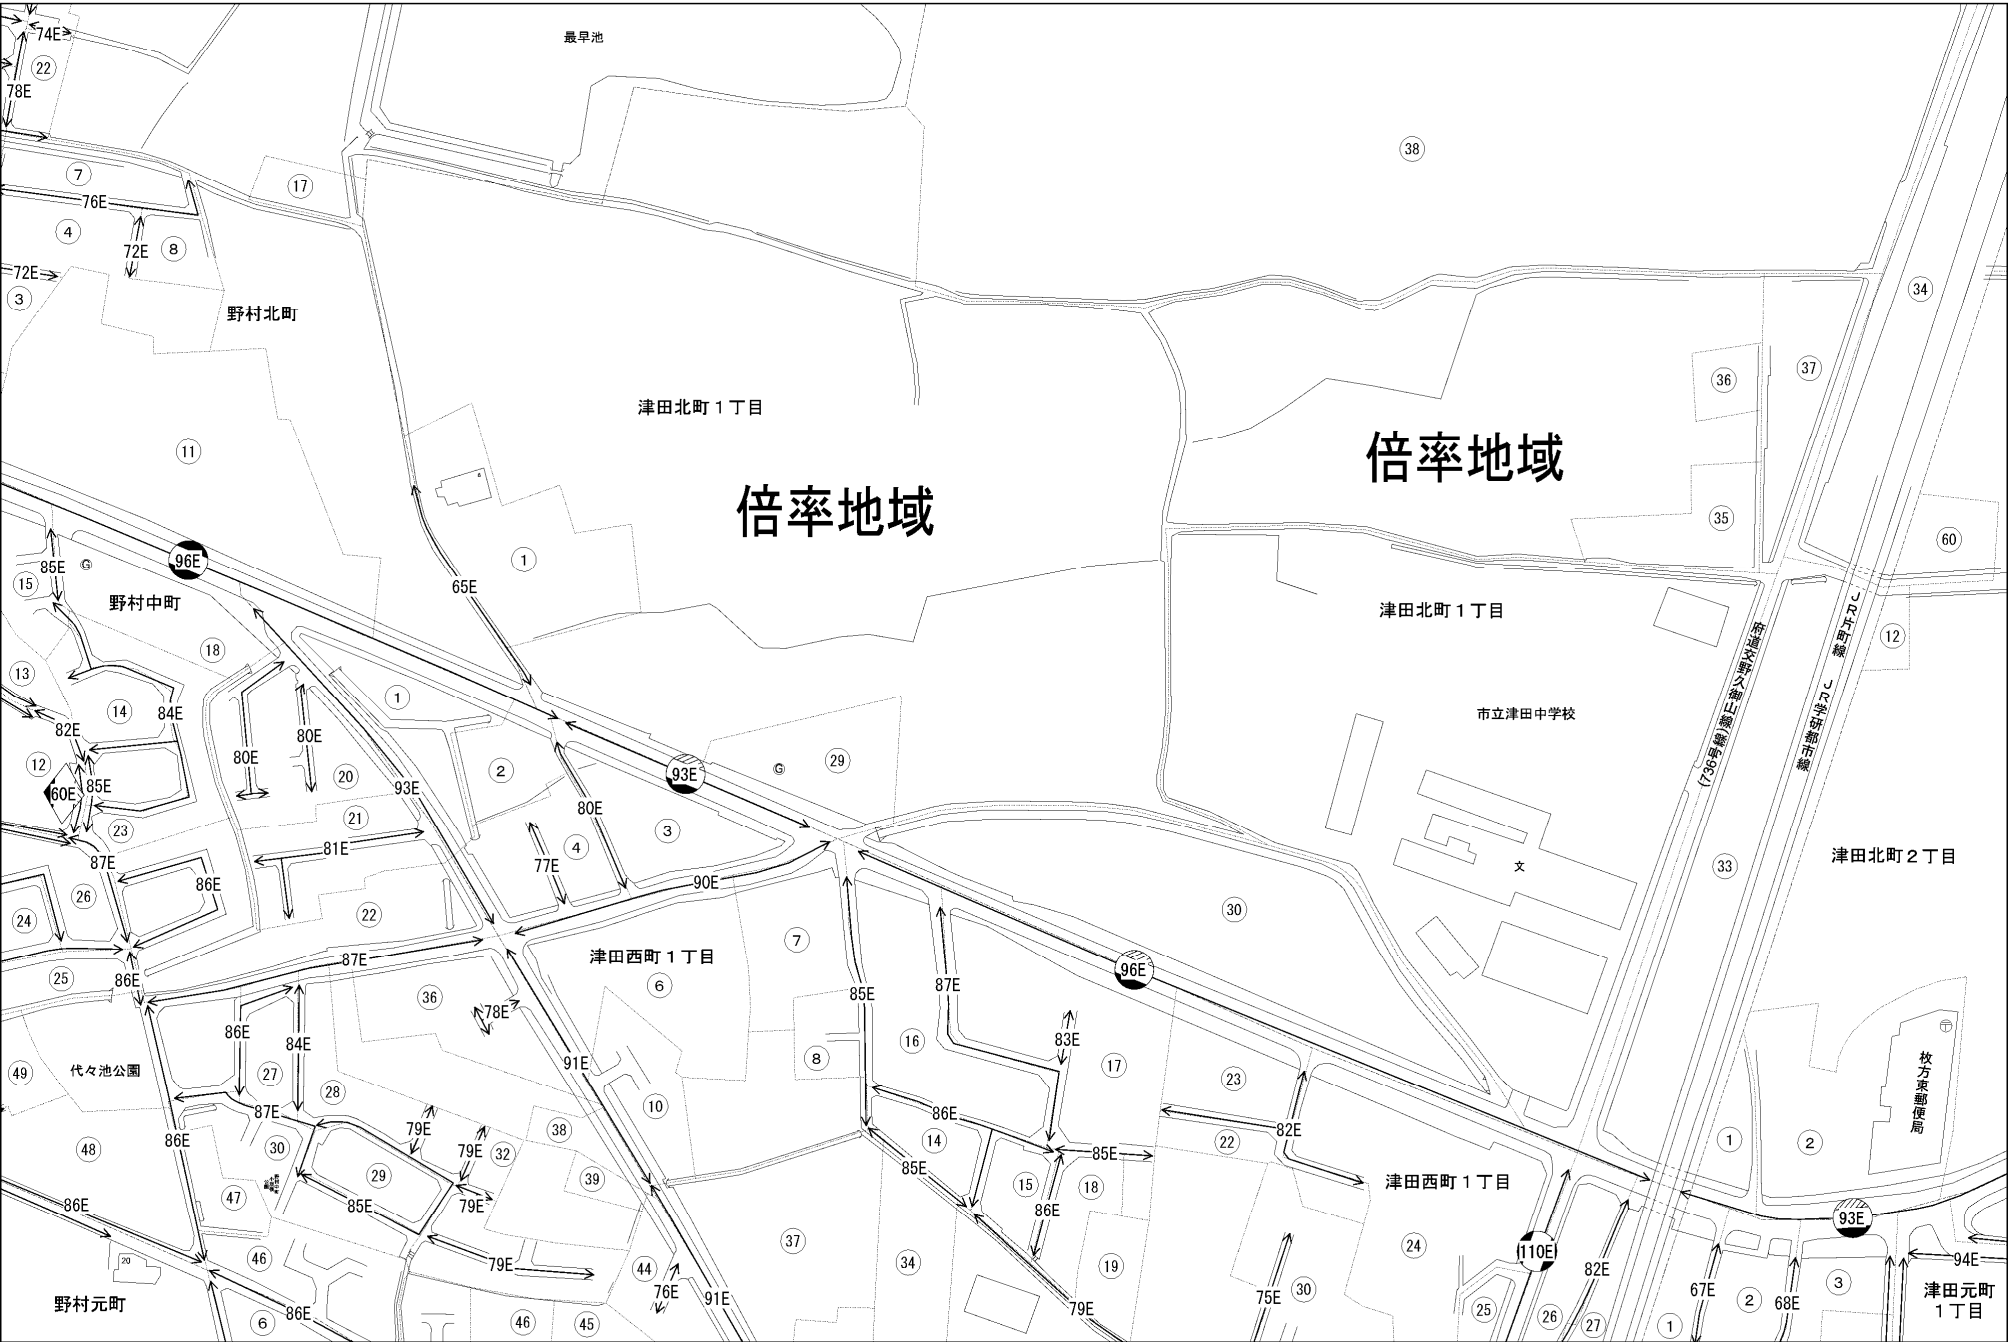 74E
22
78E
最早池
38
7
76E
17
4
72E
8
72E
3
野村北町
34
36
37
津田北町1丁目
倍率地域
11
倍率地域
35
60
96E
85E
G
15
1
65E
野村中町
津田北町1丁目
JR片町線
府道交野久御山線
(736号線)
12
18
13
1
14
84E
82E
80E
80E
市立津田中学校
JR学研都市線
12
60E
85E
20
93E
2
93E
G
29
80E
23
21
3
4
81E
77E
87E
86E
90E
文
33
津田北町2丁目
26
24
22
30
25
86E
87E
津田西町1丁目
6
7
96E
36
78E
85E
87E
86E
84E
83E
16
91E
8
17
枚方東郵便局
49
代々池公園
27
28
23
87E
10
86E
86E
79E
38
14
82E
22
1
2
48
30
79E
32
85E
85E
29
39
15
18
津田西町1丁目
47
86E
85E
79E
86E
46
37
93E
110E
24
79E
44
34
19
82E
94E
20
野村元町
86E
76E
91E
75E
30
67E
3
津田元町
1丁目
6
46
45
79E
25
26
27
1
2
68E